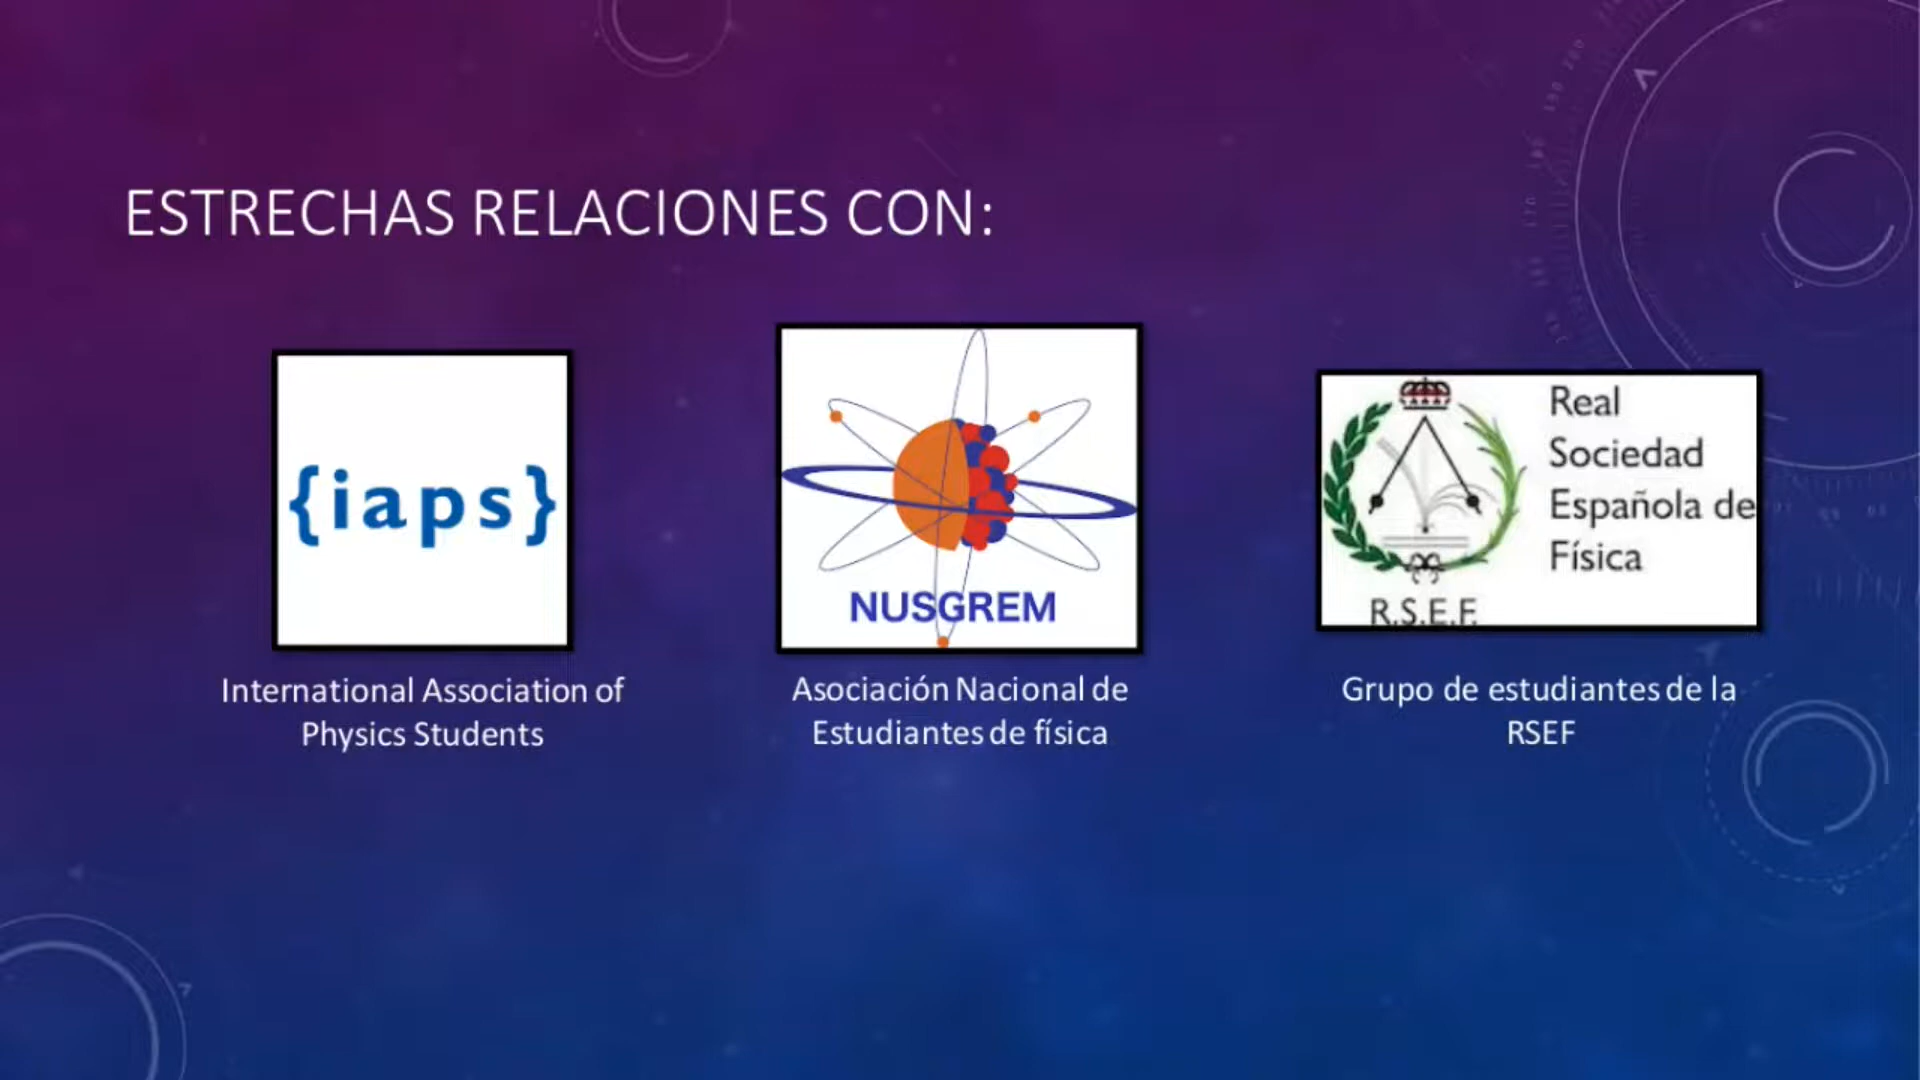 ESTRECHAS RELACIONES CON:
{iaps}
International Association of
Physics Students
NUSGREM
Asociación Nacional de
Estudiantes de física
Real
Sociedad
Española de
Física
R.S.E.F.
Grupo de estudiantes de la
RSEF